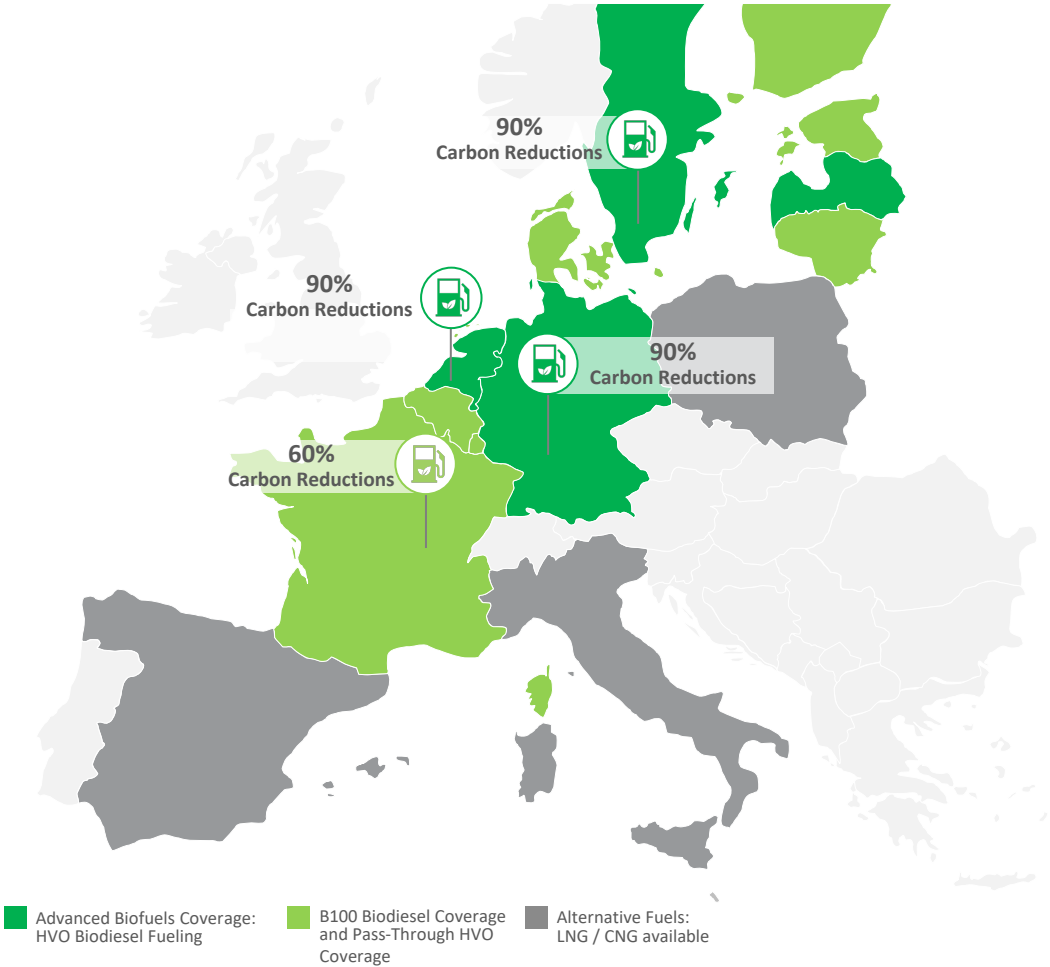 90%
Carbon Reductions
90%
Carbon Reductions
90%
Carbon Reductions
60%
Carbon Reductions
Advanced Biofuels Coverage:
HVO Biodiesel Fueling
B100 Biodiesel Coverage
and Pass-Through HVO
Coverage
Alternative Fuels:
LNG / CNG available